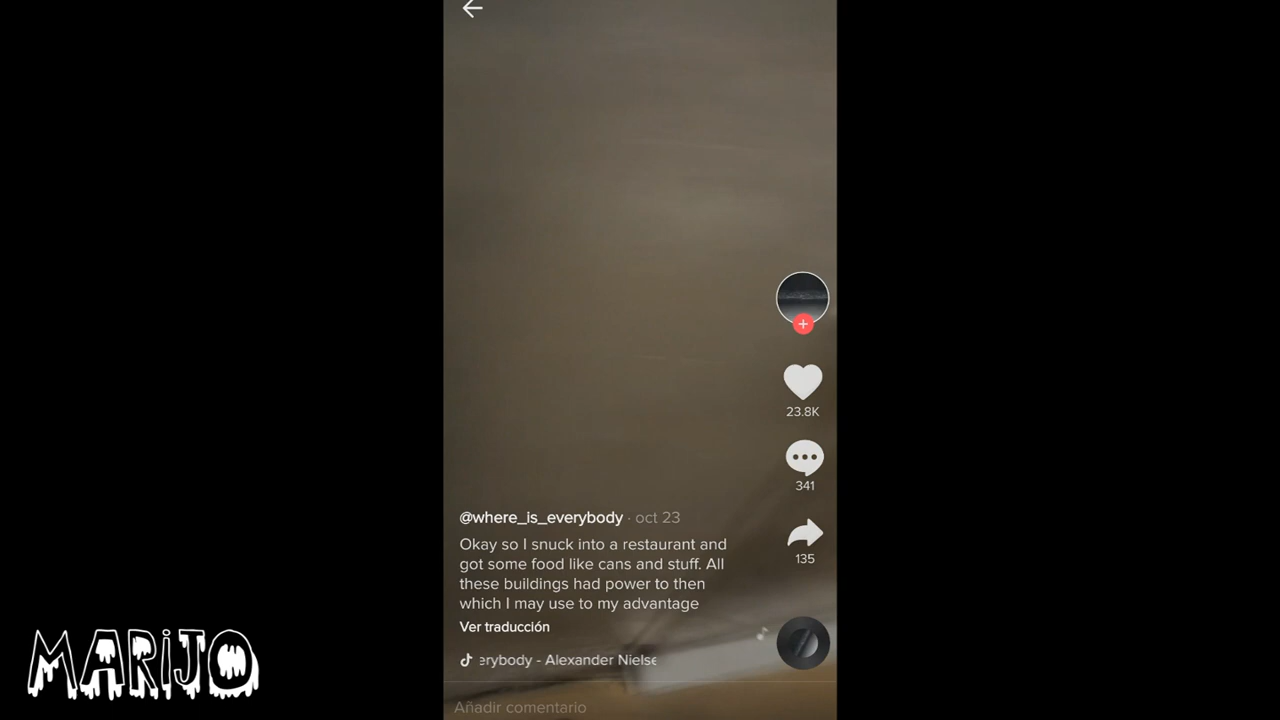 23.8K
341
@where_is_everybody · oct 23
135
Okay so I snuck into a restaurant and
got some food like cans and stuff. All
these buildings had power to then
which I may use to my advantage
Ver traducción
erybody - Alexander Nielse
Añadir comentario
MARiJO